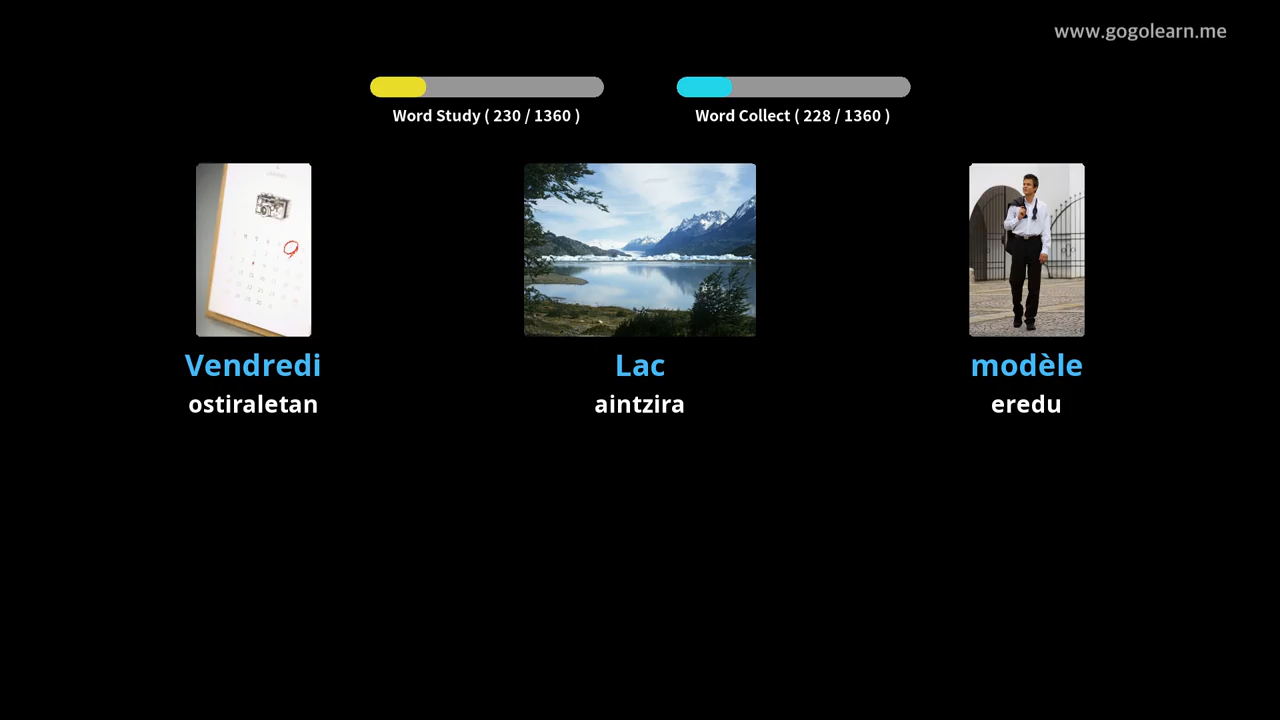 www.gogolearn.me
Word Study ( 230 / 1360 )
Word Collect ( 228 / 1360 )
Vendredi
Lac
modèle
ostiraletan
aintzira
eredu